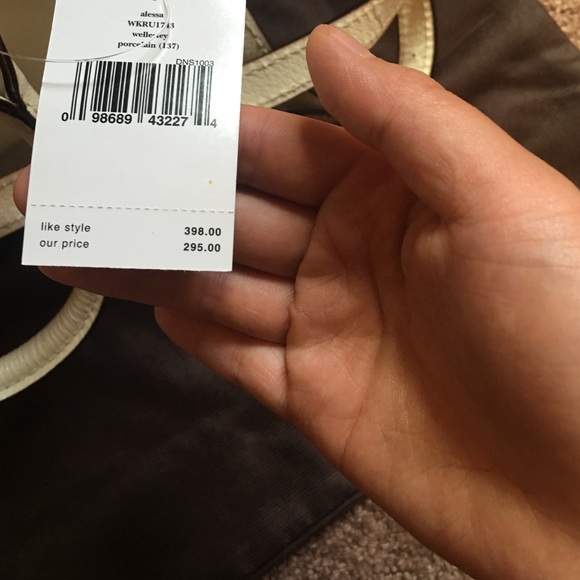 alessa
WKRU1743
wellesley
porcelain (137)
DNS1003
0 98689 43227 4
like style 398.00
our price 295.00